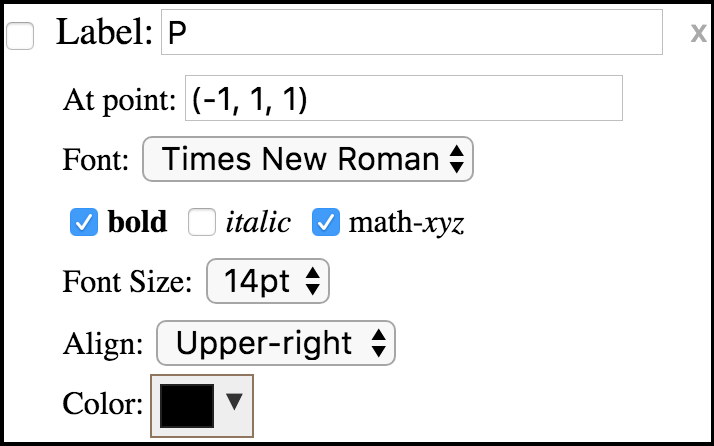 Label: P x
At point: (-1, 1, 1)
Font: Times New Roman
bold italic math-xyz
Font Size: 14pt
Align: Upper-right
Color: